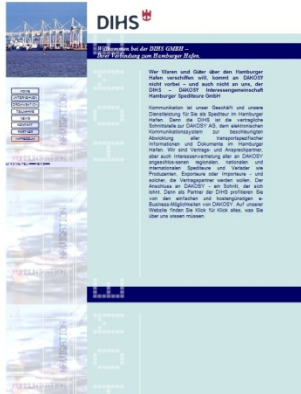 DIHS
Willkommen bei der DIHS GMBH –
Ihrer Verbindung zum Hamburger Hafen.
HOME
UNTERNEHMEN
ORGANISATION
NEWS
KONTAKT
PARTNER
IMPRESSUM
Wer Waren und Güter über den Hamburger
Hafen verschiffen will, kommt an DAKOSY
nicht vorbei – und auch nicht an uns, der
DIHS – DAKOSY Interessengemeinschaft
Hamburger Spediteure GmbH
Kommunikation ist unser Geschäft und unsere
Dienstleistung für Sie als Spediteur im Hamburger
Hafen. Denn die DIHS ist die vertragliche
Schnittstelle zur DAKOSY AG, dem elektronischen
Kommunikationssystem zur beschleunigten
Abwicklung aller transportspezifischer
Informationen und Dokumente im Hamburger
Hafen. Wir sind Vertrags- und Ansprechpartner,
aber auch Interessenvertretung aller an DAKOSY
angeschlossenen regionalen, nationalen und
internationalen Spediteure und Verlader wie
Produzenten, Exporteure oder Importeure – und
solcher, die Vertragspartner werden wollen. Der
Anschluss an DAKOSY – ein Schritt, der sich
lohnt. Denn als Partner der DIHS profitieren Sie
von den einfachen und kostengünstigen e-
Business-Möglichkeiten von DAKOSY. Auf unserer
Website finden Sie Klick für Klick alles, was Sie
über uns wissen müssen.